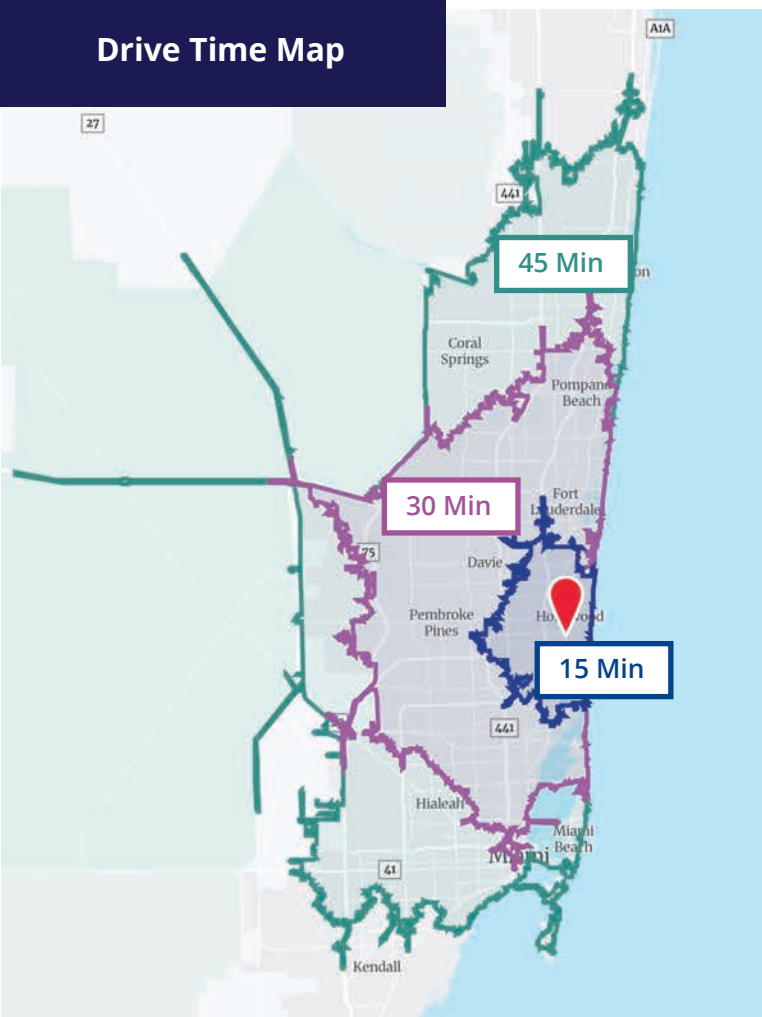 Drive Time Map
A1A
27
441
45 Min
on
Coral
Springs
Pompano
Beach
30 Min
Fort
Lauderdale
75
Davie
Pembroke
Pines
15 Min
441
Hialeah
Miami
Beach
Miami
41
Kendall